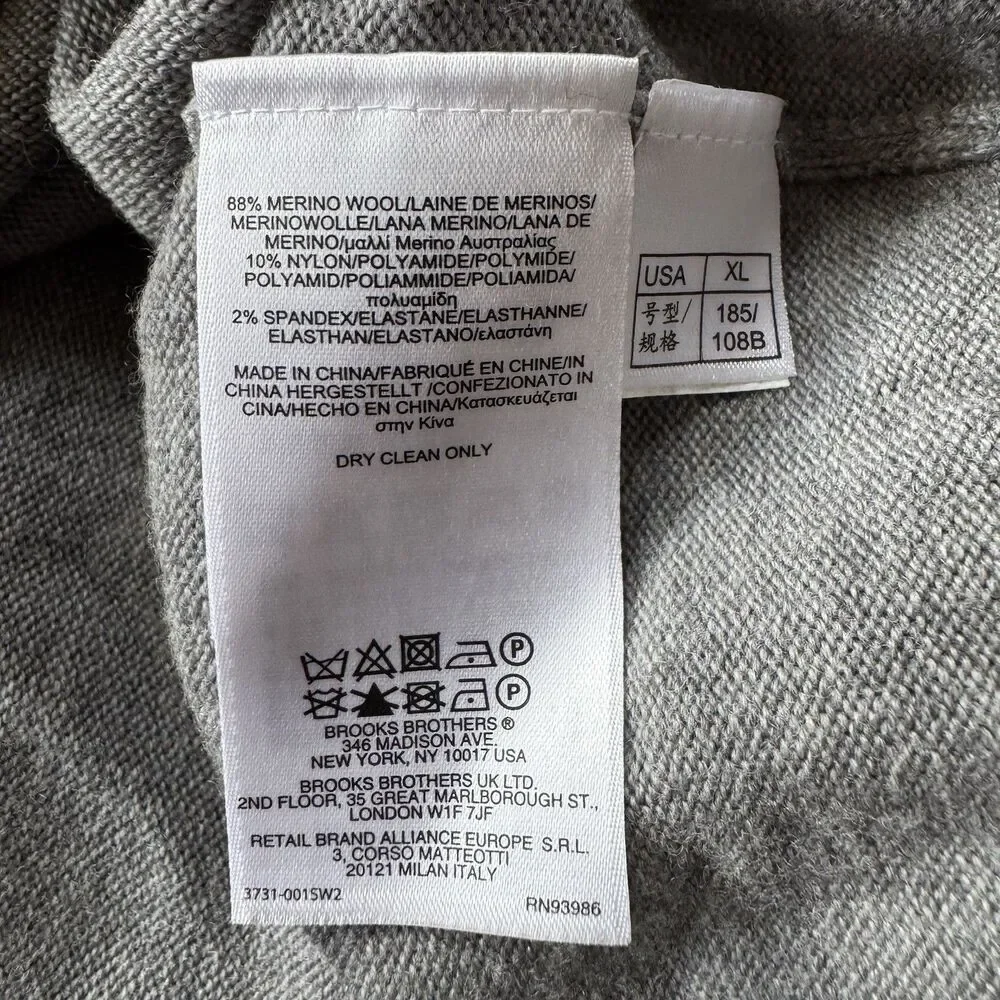 88% MERINO WOOL/LAINE DE MERINOS/
MERINOWOLLE/LANA MERINO/LANA DE
MERINO/μαλλί Merino Αυστραλίας
10% NYLON/POLYAMIDE/POLYMIDE/
POLYAMID/POLIAMMIDE/POLIAMIDA/
πολυαμίδη
2% SPANDEX/ELASTANE/ELASTHANNE/
ELASTHAN/ELASTANO/ελαστάνη
MADE IN CHINA/FABRIQUÉ EN CHINE/IN
CHINA HERGESTELLT /CONFEZIONATO IN
CINA/HECHO EN CHINA/Κατασκευάζεται
στην Κίνα
DRY CLEAN ONLY
P
P
BROOKS BROTHERS ®
346 MADISON AVE.
NEW YORK, NY 10017 USA
BROOKS BROTHERS UK LTD.
2ND FLOOR, 35 GREAT MARLBOROUGH ST.,
LONDON W1F 7JF
RETAIL BRAND ALLIANCE EUROPE S.R.L.
3, CORSO MATTEOTTI
20121 MILAN ITALY
3731-001SW2 RN93986
USA XL
号型/ 185/
规格 108B